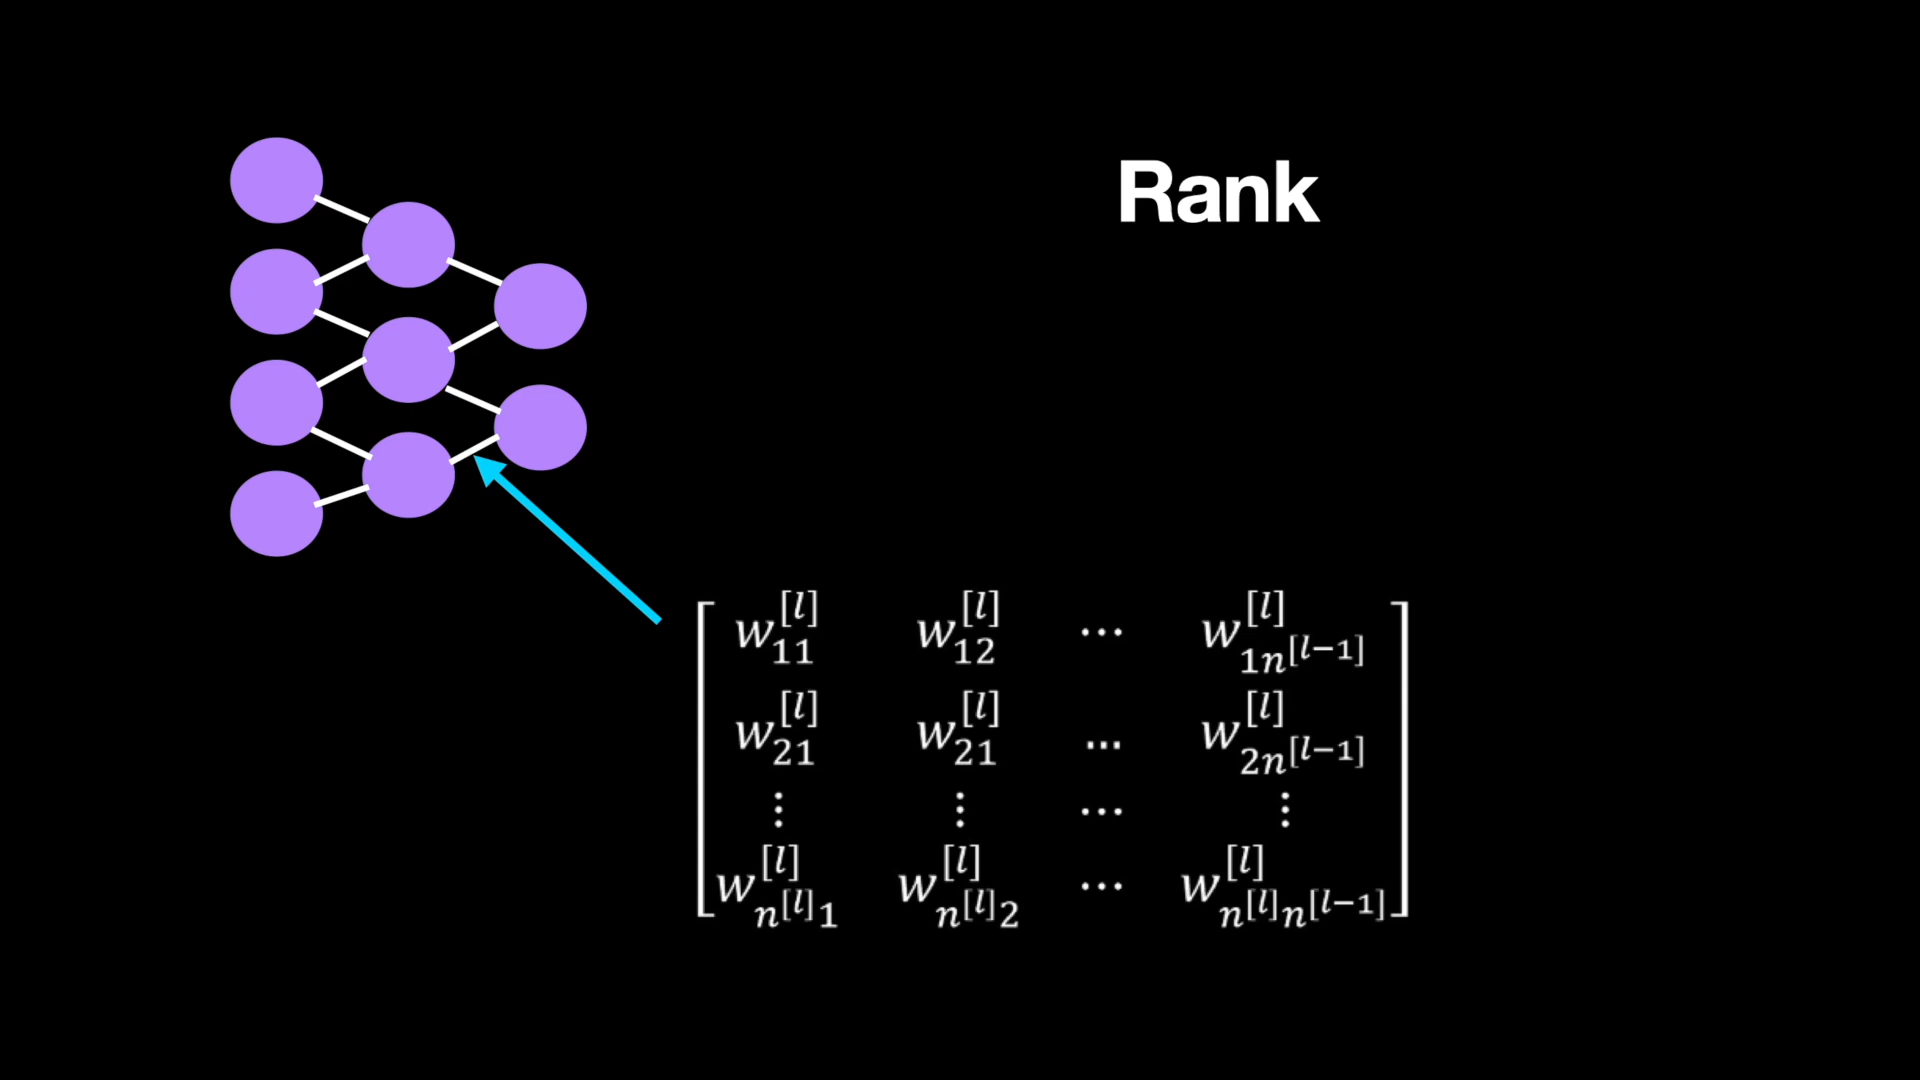 Rank
w_{11}^{[l]} w_{12}^{[l]} ⋯ w_{1n^{[l-1]}}^{[l]}
w_{21}^{[l]} w_{21}^{[l]} … w_{2n^{[l-1]}}^{[l]}
⋮ ⋮ ⋯ ⋮
w_{n^{[l]}1}^{[l]} w_{n^{[l]}2}^{[l]} ⋯ w_{n^{[l]}n^{[l-1]}}^{[l]}